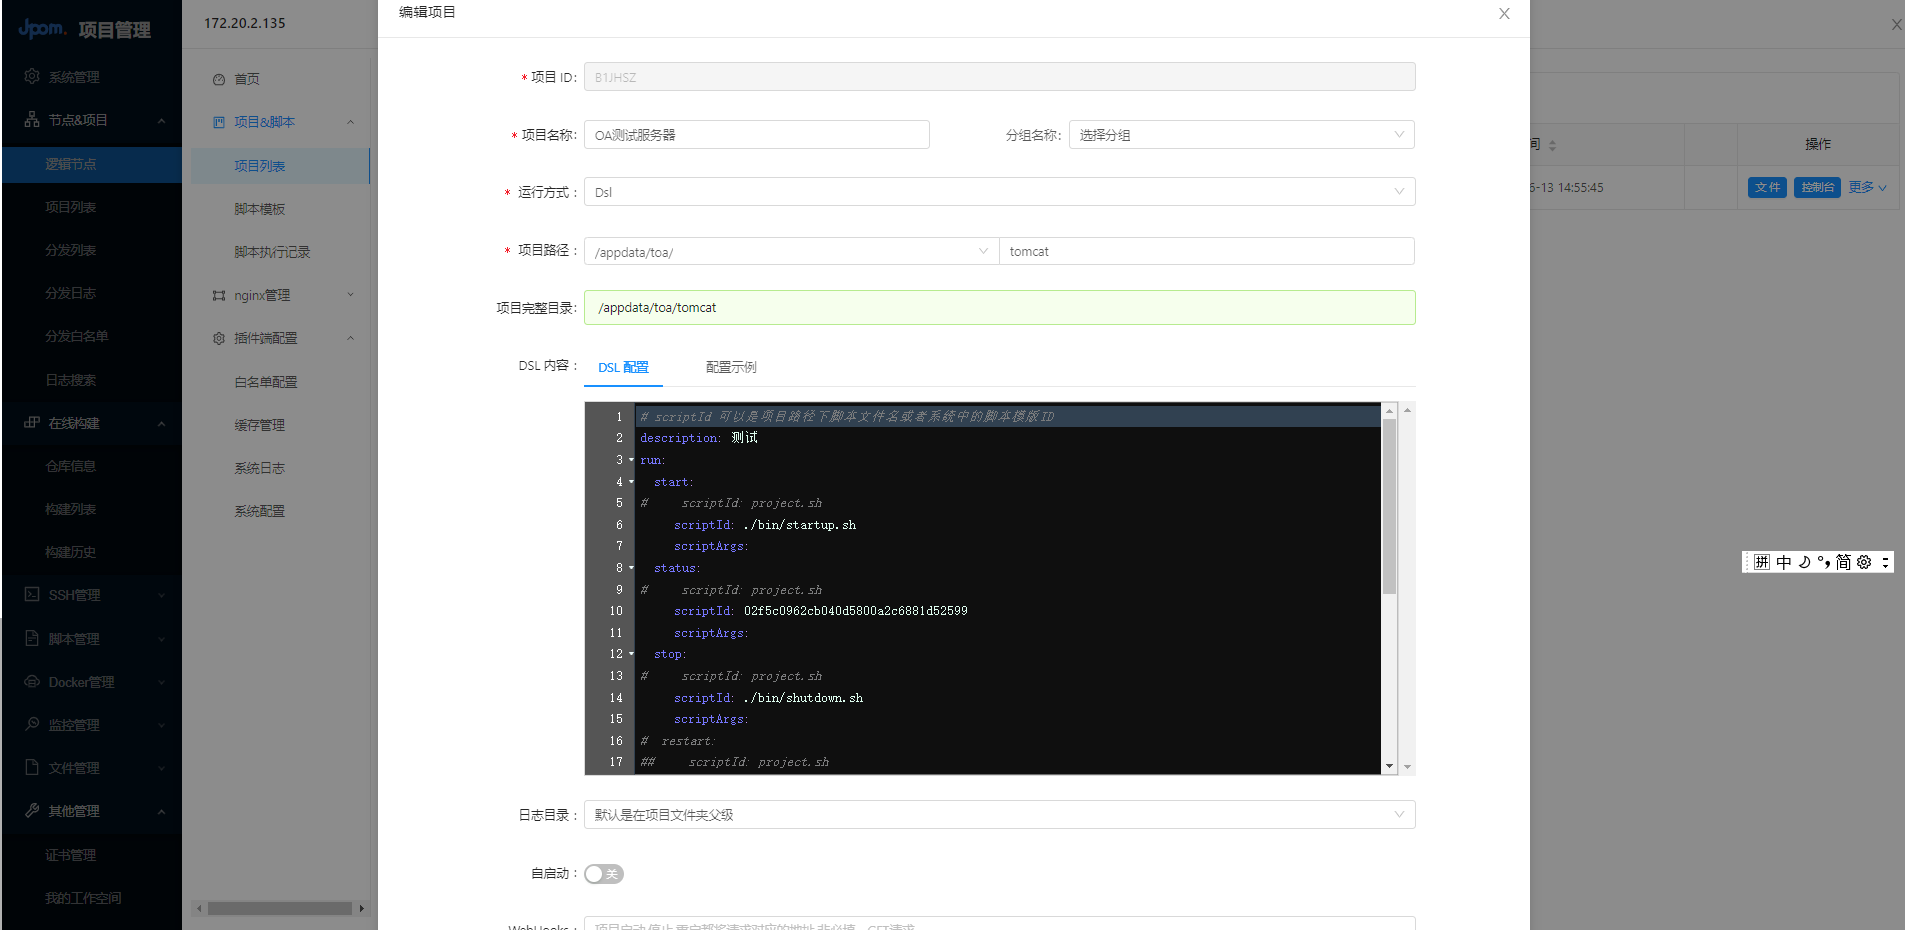 Jpom. 项目管理
系统管理
节点&项目
逻辑节点
项目列表
分发列表
分发日志
分发白名单
日志搜索
在线构建
仓库信息
构建列表
构建历史
SSH管理
脚本管理
Docker管理
监控管理
文件管理
其他管理
证书管理
我的工作空间
172.20.2.135
首页
项目&脚本
项目列表
脚本模板
脚本执行记录
nginx管理
插件端配置
白名单配置
缓存管理
系统日志
系统配置
编辑项目
* 项目 ID: B1JHSZ
* 项目名称: OA测试服务器
分组名称: 选择分组
* 运行方式 : Dsl
* 项目路径 : /appdata/toa/ tomcat
项目完整目录: /appdata/toa/tomcat
DSL 内容 : DSL 配置 配置示例
1 # scriptId 可以是项目路径下脚本文件名或者系统中的脚本模版ID
2 description: 测试
3 run:
4 start:
5 # scriptId: project.sh
6 scriptId: ./bin/startup.sh
7 scriptArgs:
8 status:
9 # scriptId: project.sh
10 scriptId: 02f5c0962cb040d5800a2c6881d52599
11 scriptArgs:
12 stop:
13 # scriptId: project.sh
14 scriptId: ./bin/shutdown.sh
15 scriptArgs:
16 # restart:
17 ## scriptId: project.sh
日志目录 : 默认是在项目文件夹父级
自启动 : 关
WebHooks : 项目启动,停止,重启都将请求对应的地址,非必填，GET请求
间 操作
6-13 14:55:45 文件 控制台 更多
拼 中 简